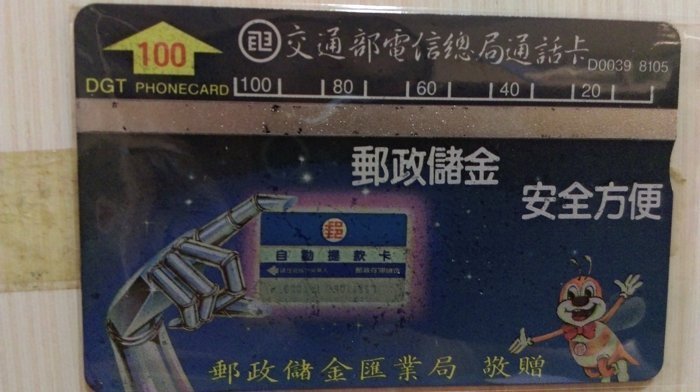 100
交通部電信總局通話卡
D0039 8105
DGT PHONECARD
100 80 60 40 20
郵政儲金
安全方便
郵
自動提款卡
郵政儲金匯業局 敬贈